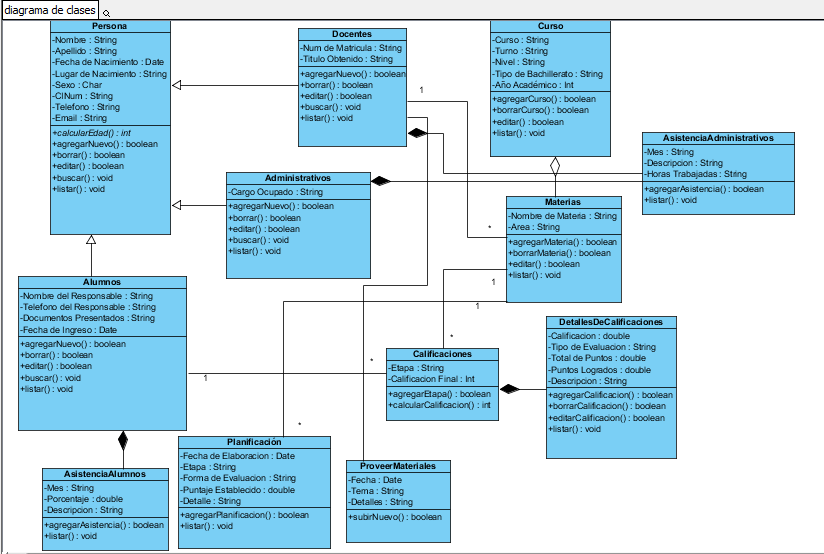 diagrama de clases
Persona
-Nombre : String
-Apellido : String
-Fecha de Nacimiento : Date
-Lugar de Nacimiento : String
-Sexo : Char
-CINum : String
-Telefono : String
-Email : String
+calcularEdad() : int
+agregarNuevo() : boolean
+borrar() : boolean
+editar() : boolean
+buscar() : void
+listar() : void
Docentes
-Num de Matricula : String
-Titulo Obtenido : String
+agregarNuevo() : boolean
+borrar() : boolean
+editar() : boolean
+buscar() : void
+listar() : void
1
Curso
-Curso : String
-Turno : String
-Nivel : String
-Tipo de Bachillerato : String
-Año Académico : Int
+agregarCurso() : boolean
+borrarCurso() : boolean
+editar() : boolean
+listar() : void
AsistenciaAdministrativos
-Mes : String
-Descripcion : String
-Horas Trabajadas : String
+agregarAsistencia() : boolean
+listar() : void
Administrativos
-Cargo Ocupado : String
+agregarNuevo() : boolean
+borrar() : boolean
+editar() : boolean
+buscar() : void
+listar() : void
Materias
-Nombre de Materia : String
-Area : String
+agregarMateria() : boolean
+borrarMateria() : boolean
+editar() : boolean
+listar() : void
*
1
1
Alumnos
-Nombre del Responsable : String
-Telefono del Responsable : String
-Documentos Presentados : String
-Fecha de Ingreso : Date
+agregarNuevo() : boolean
+borrar() : boolean
+editar() : boolean
+buscar() : void
+listar() : void
1
*
*
Calificaciones
-Etapa : String
-Calificacion Final : Int
+agregarEtapa() : boolean
+calcularCalificacion() : int
DetallesDeCalificaciones
-Calificacion : double
-Tipo de Evaluacion : String
-Total de Puntos : double
-Puntos Logrados : double
-Descripcion : String
+agregarCalificacion() : boolean
+borrarCalificacion() : boolean
+editarCalificacion() : boolean
+listar() : void
*
Planificación
-Fecha de Elaboracion : Date
-Etapa : String
-Forma de Evaluacion : String
-Puntaje Establecido : double
-Detalle : String
+agregarPlanificacion() : boolean
+listar() : void
ProveerMateriales
-Fecha : Date
-Tema : String
-Detalles : String
+subirNuevo() : boolean
AsistenciaAlumnos
-Mes : String
-Porcentaje : double
-Descripcion : String
+agregarAsistencia() : boolean
+listar() : void